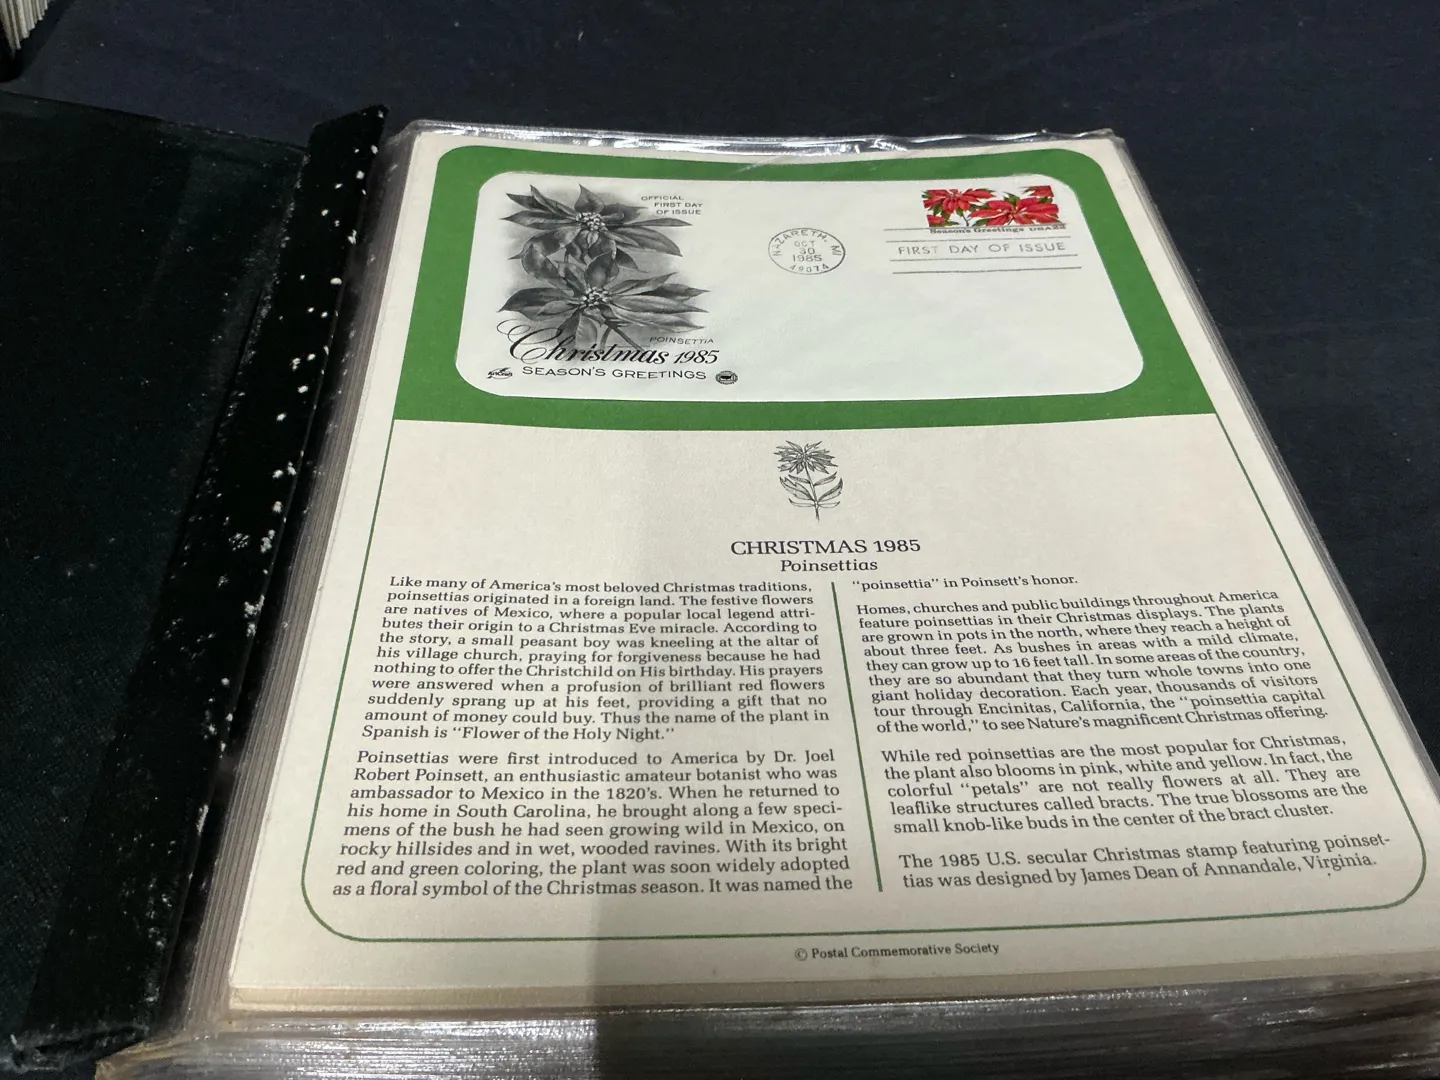 OFFICIAL
FIRST DAY
OF ISSUE
NAZARETH, MI
OCT
30
1985
49074
Season's Greetings USA22
FIRST DAY OF ISSUE
POINSETTIA
Christmas 1985
ArtCraft SEASON'S GREETINGS
CHRISTMAS 1985
Poinsettias
Like many of America's most beloved Christmas traditions,
poinsettias originated in a foreign land. The festive flowers
are natives of Mexico, where a popular local legend attri-
butes their origin to a Christmas Eve miracle. According to
the story, a small peasant boy was kneeling at the altar of
his village church, praying for forgiveness because he had
nothing to offer the Christchild on His birthday. His prayers
were answered when a profusion of brilliant red flowers
suddenly sprang up at his feet, providing a gift that no
amount of money could buy. Thus the name of the plant in
Spanish is "Flower of the Holy Night."
Poinsettias were first introduced to America by Dr. Joel
Robert Poinsett, an enthusiastic amateur botanist who was
ambassador to Mexico in the 1820's. When he returned to
his home in South Carolina, he brought along a few speci-
mens of the bush he had seen growing wild in Mexico, on
rocky hillsides and in wet, wooded ravines. With its bright
red and green coloring, the plant was soon widely adopted
as a floral symbol of the Christmas season. It was named the
"poinsettia" in Poinsett's honor.
Homes, churches and public buildings throughout America
feature poinsettias in their Christmas displays. The plants
are grown in pots in the north, where they reach a height of
about three feet. As bushes in areas with a mild climate,
they can grow up to 16 feet tall. In some areas of the country,
they are so abundant that they turn whole towns into one
giant holiday decoration. Each year, thousands of visitors
tour through Encinitas, California, the "poinsettia capital
of the world," to see Nature's magnificent Christmas offering.
While red poinsettias are the most popular for Christmas,
the plant also blooms in pink, white and yellow. In fact, the
colorful "petals" are not really flowers at all. They are
leaflike structures called bracts. The true blossoms are the
small knob-like buds in the center of the bract cluster.
The 1985 U.S. secular Christmas stamp featuring poinset-
tias was designed by James Dean of Annandale, Virginia.
© Postal Commemorative Society